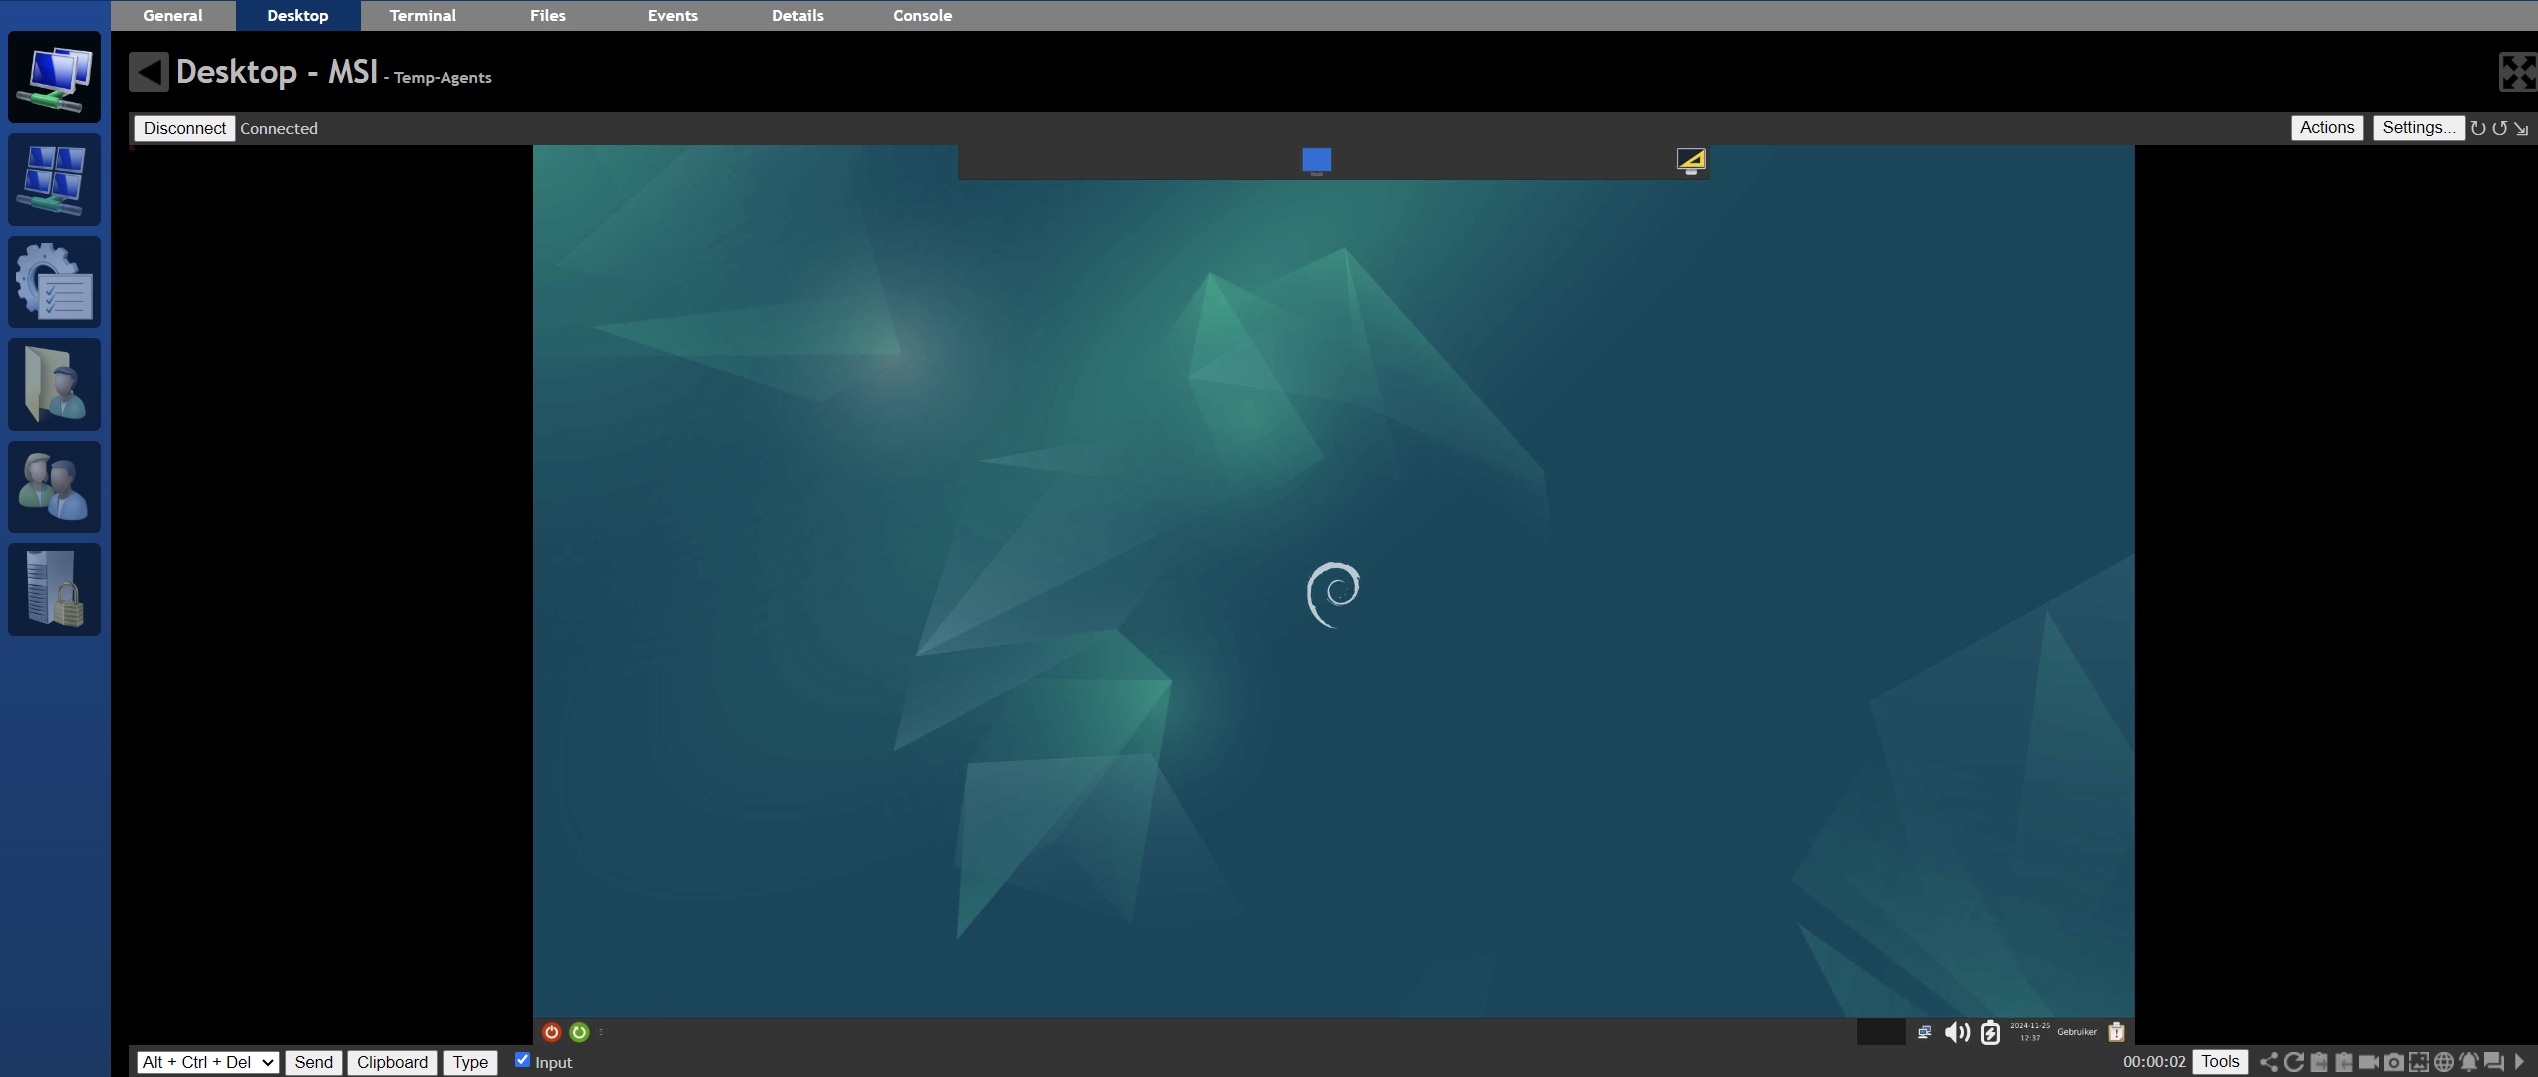 General Desktop Terminal Files Events Details Console
Desktop - MSI - Temp-Agents
Disconnect Connected Actions Settings...
2024-11-25
12:37
Gebruiker
Alt + Ctrl + Del Send Clipboard Type Input 00:00:02 Tools